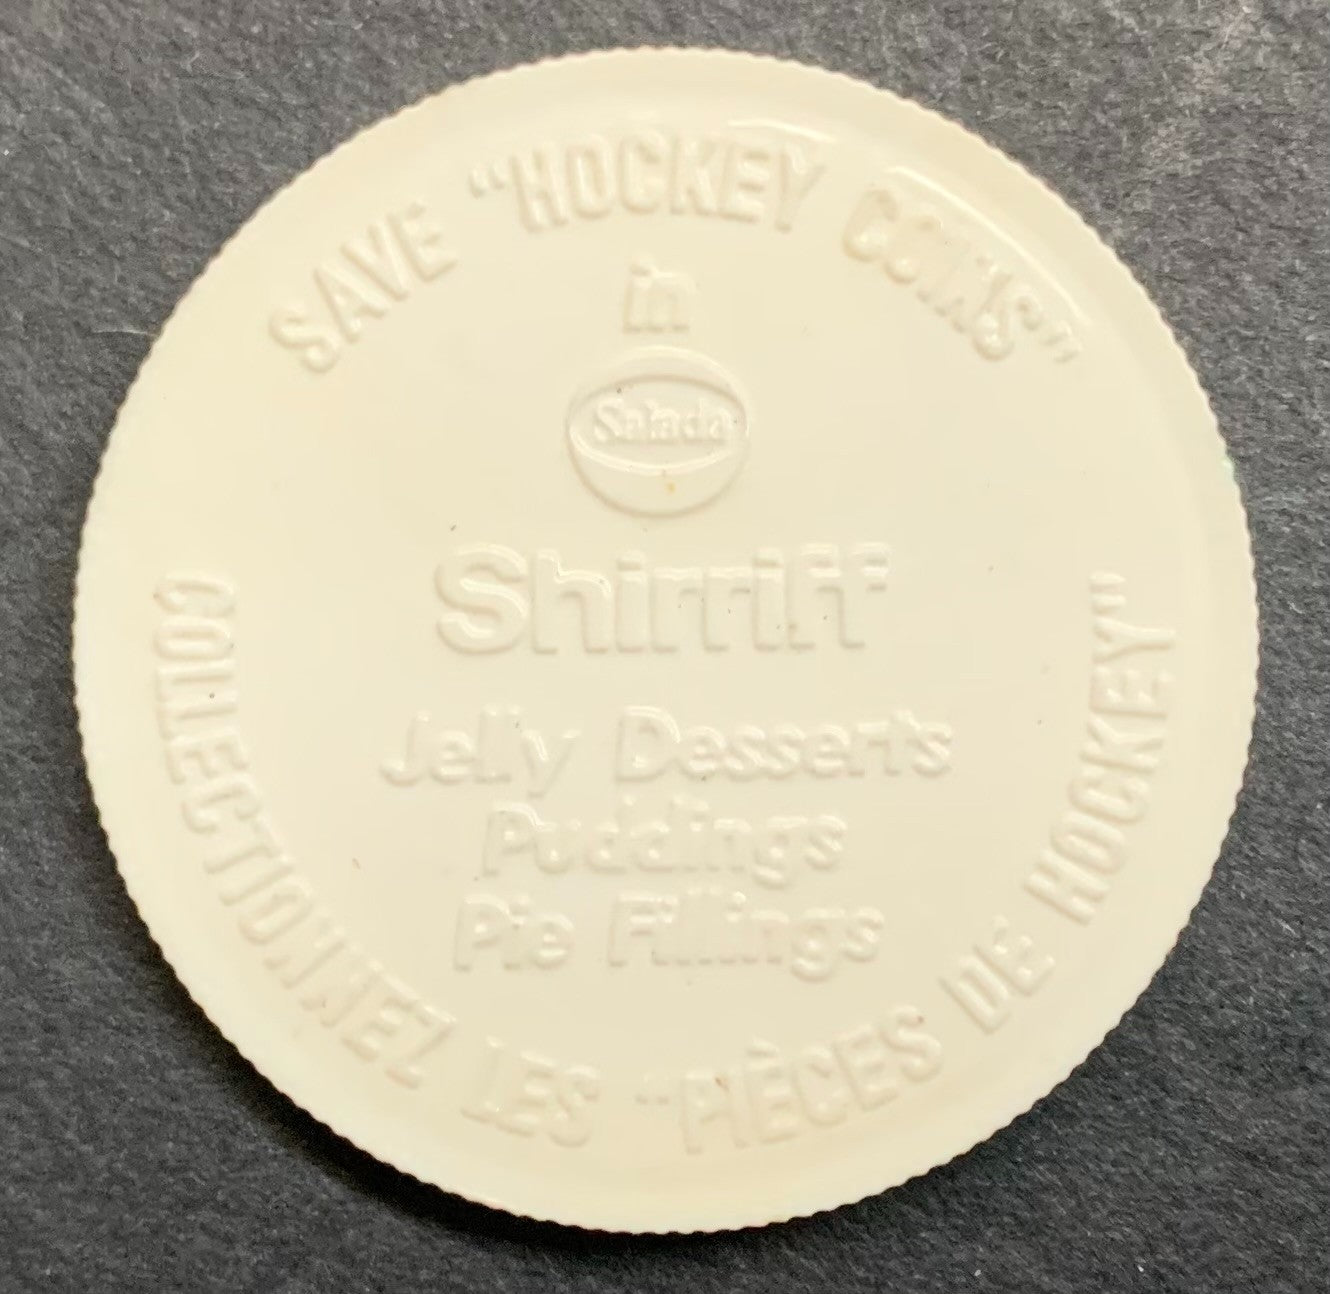 SAVE "HOCKEY COINS"
in
Salada
Shirriff
Jelly Desserts
Puddings
Pie Fillings
COLLECTIONNEZ LES "PIÈCES DE HOCKEY"